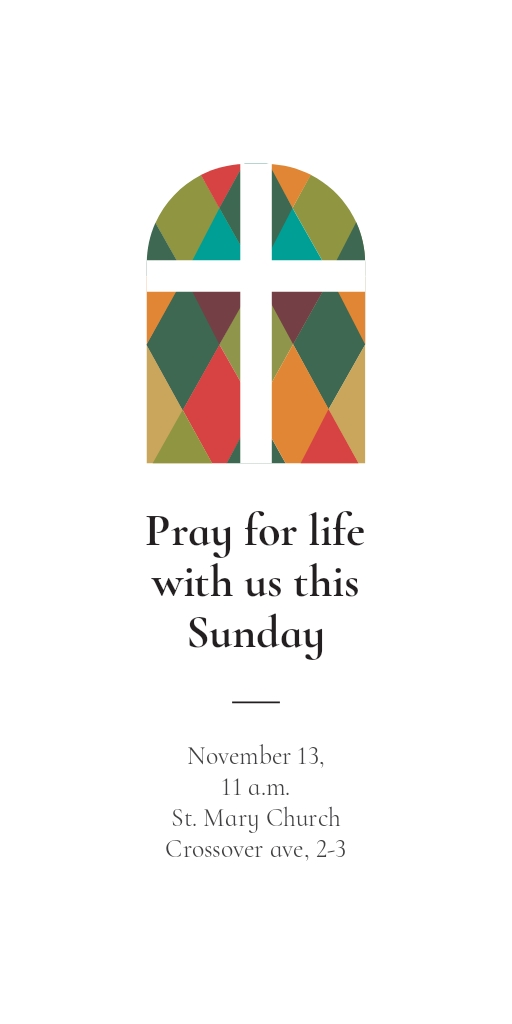 Pray for life
with us this
Sunday
November 13,
11 a.m.
St. Mary Church
Crossover ave, 2-3